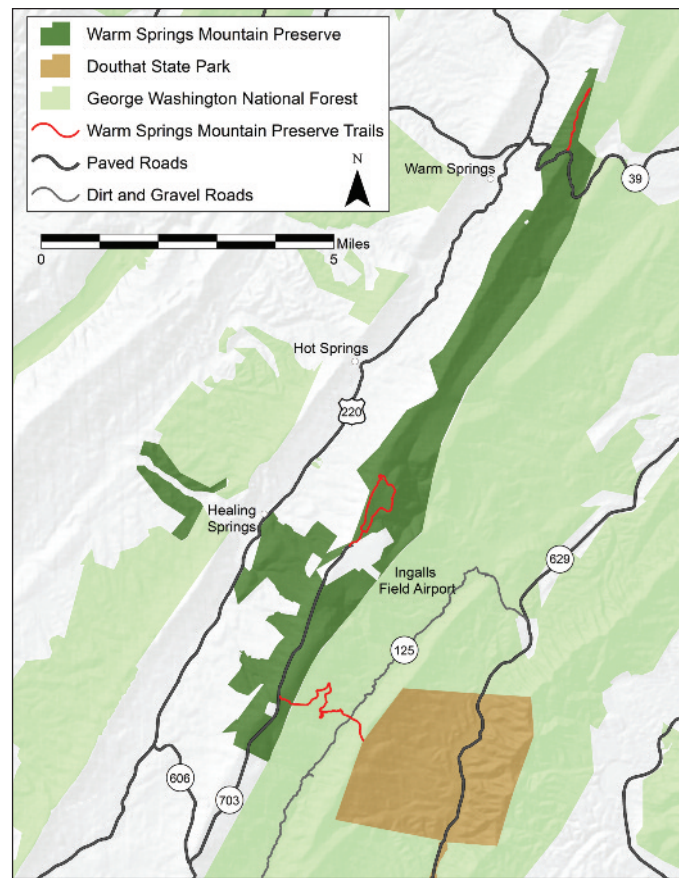 Warm Springs Mountain Preserve
Douthat State Park
George Washington National Forest
Warm Springs Mountain Preserve Trails
Paved Roads
Dirt and Gravel Roads
N
Miles
0
5
Warm Springs
39
Hot Springs
220
Healing
Springs
Ingalls
Field Airport
629
125
606
703